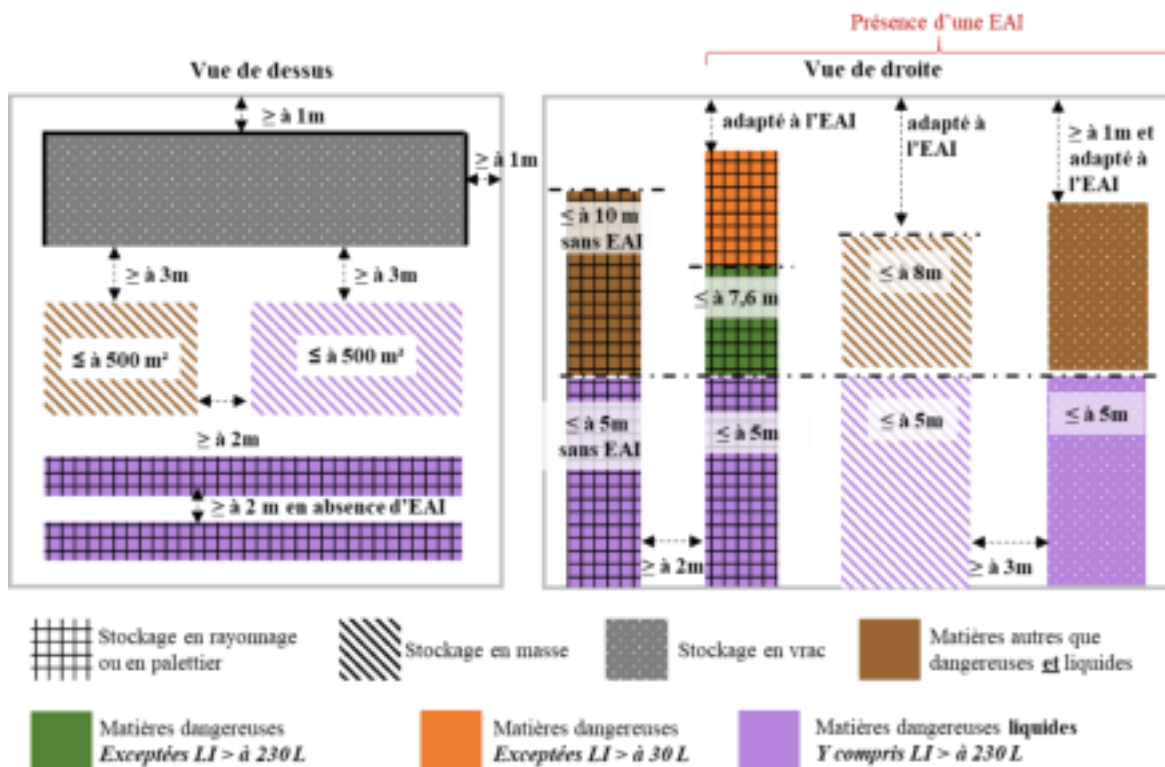 Présence d'une EAI
Vue de dessus
Vue de droite
≥ à 1m
≥ à 1m
≥ à 3m
≥ à 3m
≤ à 500 m²
≤ à 500 m²
≥ à 2m
≥ à 2 m en absence d'EAI
adapté à l'EAI
adapté à
l'EAI
≥ à 1m et
adapté à
l'EAI
≤ à 10 m
sans EAI
≤ à 7,6 m
≤ à 8m
≤ à 5m
sans EAI
≤ à 5m
≤ à 5m
≤ à 5m
≥ à 2m
≥ à 3m
Stockage en rayonnage
ou en palettier
Stockage en masse
Stockage en vrac
Matières autres que
dangereuses et liquides
Matières dangereuses
Exceptées LI > à 230 L
Matières dangereuses
Exceptées LI > à 30 L
Matières dangereuses liquides
Y compris LI > à 230 L